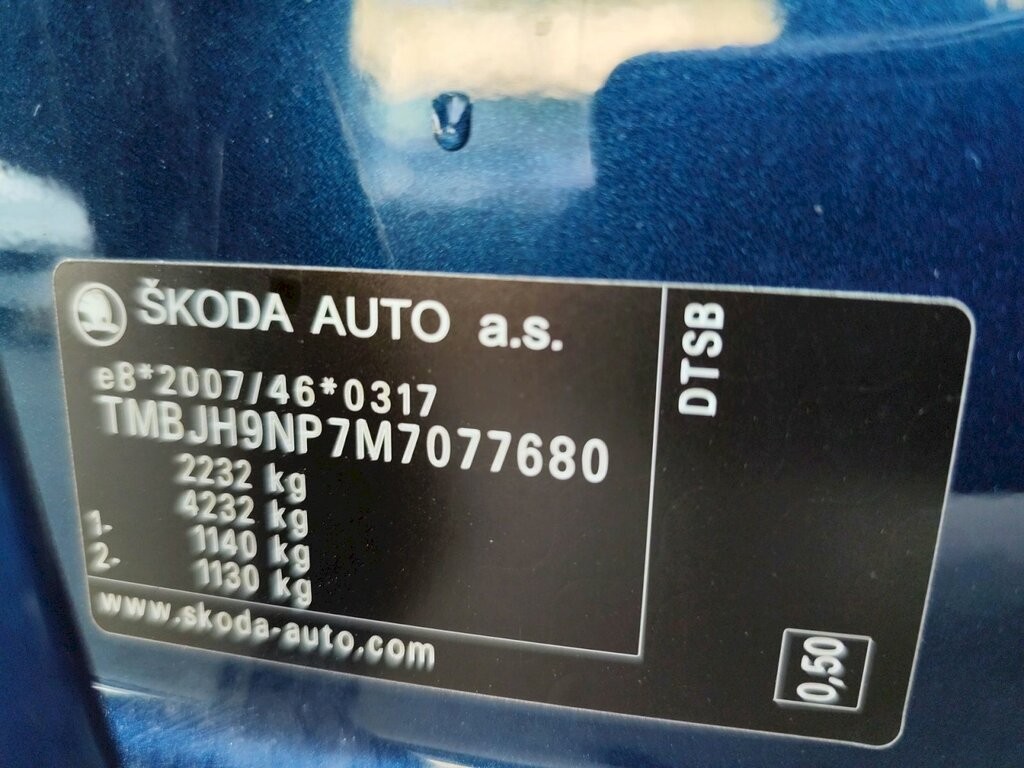 ŠKODA AUTO a.s.
e8*2007/46*0317
TMBJH9NP7M7077680
2232 kg
4232 kg
1- 1140 kg
2- 1130 kg
www.skoda-auto.com
DTSB
0,50